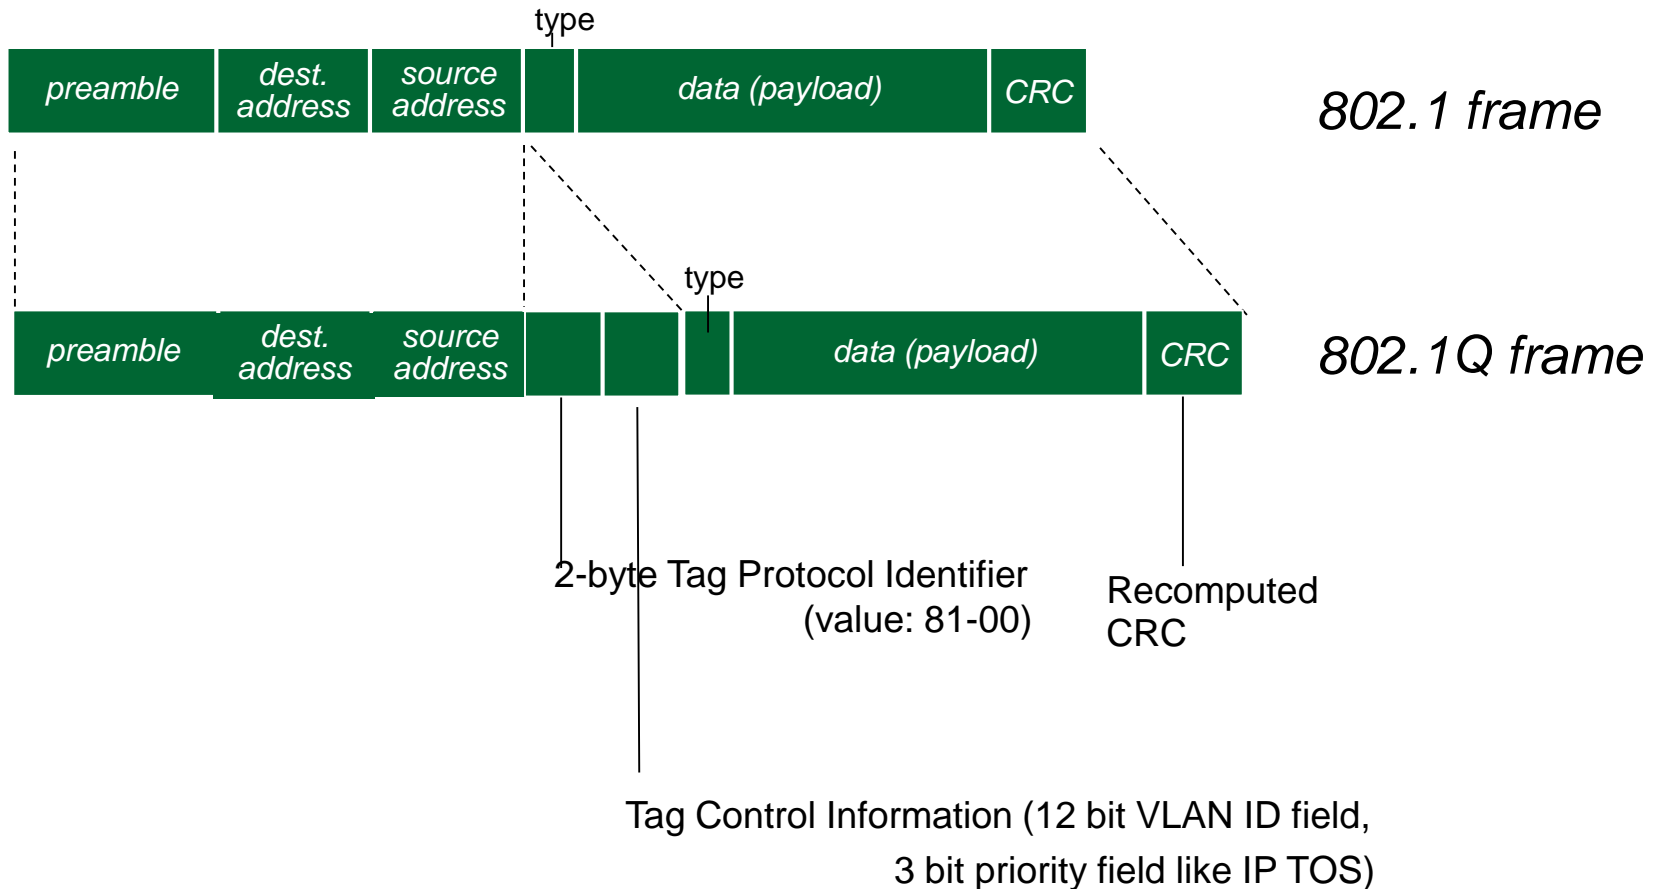 type
preamble
dest.
address
source
address
data (payload)
CRC
802.1 frame
type
preamble
dest.
address
source
address
data (payload)
CRC
802.1Q frame
2-byte Tag Protocol Identifier
(value: 81-00)
Recomputed
CRC
Tag Control Information (12 bit VLAN ID field,
3 bit priority field like IP TOS)